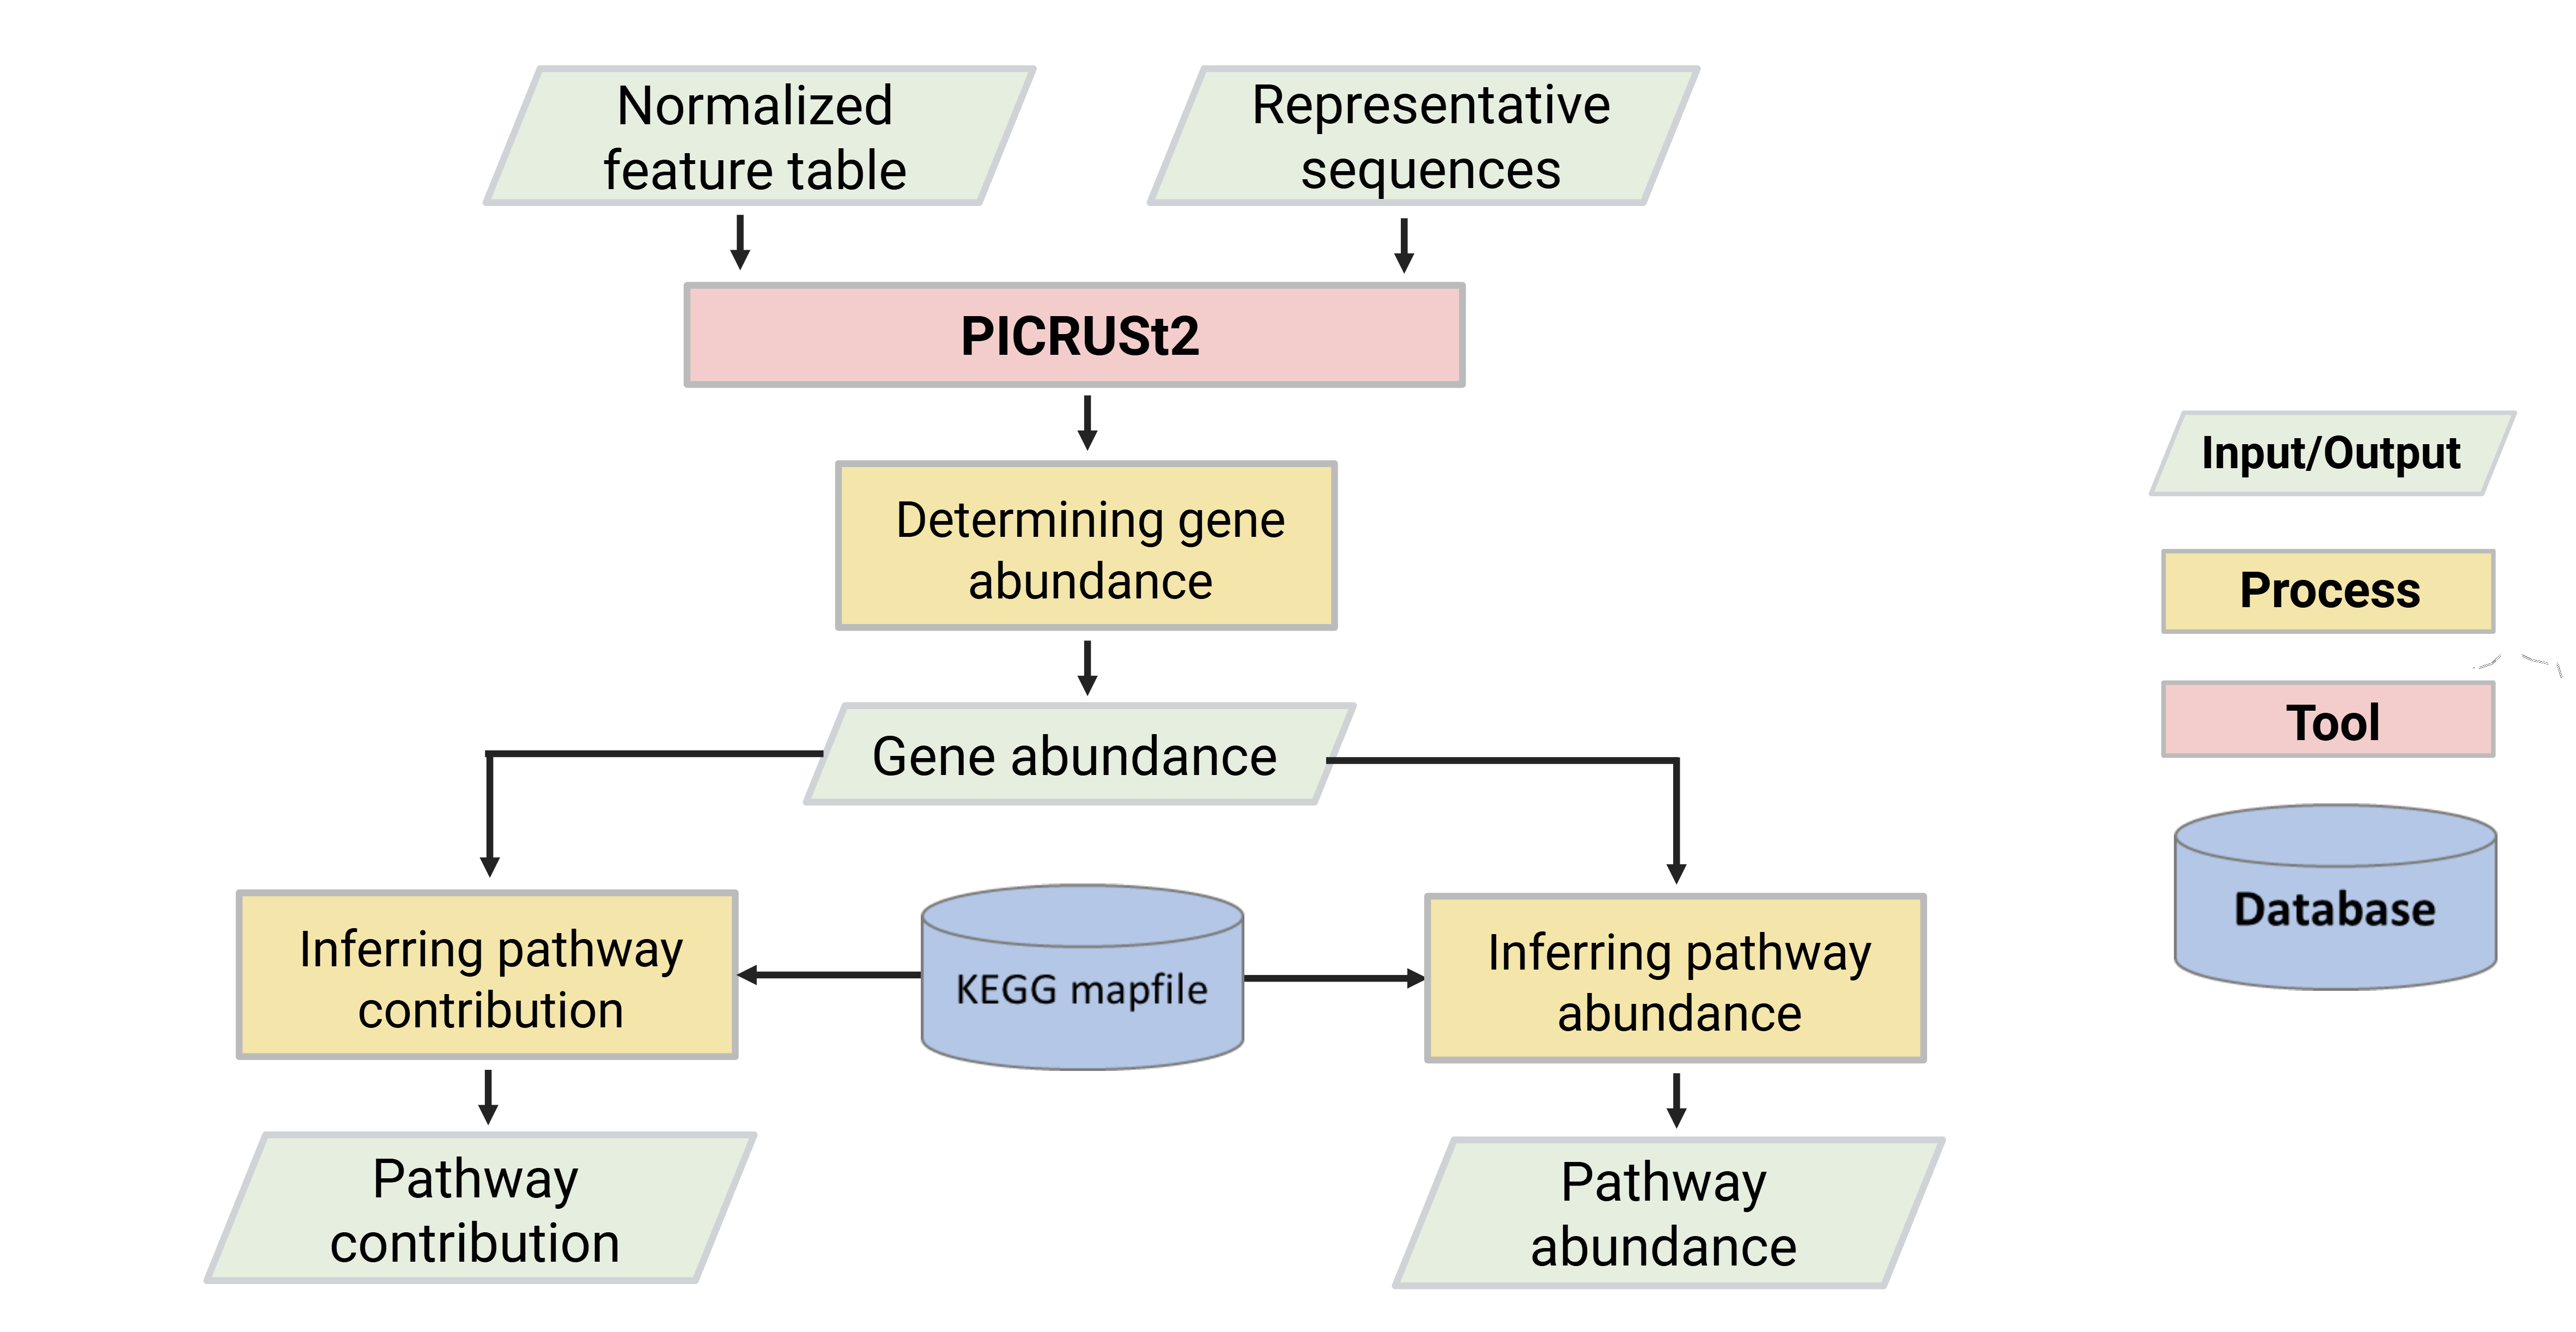 Normalized
feature table
Representative
sequences
PICRUSt2
Determining gene
abundance
Gene abundance
Inferring pathway
contribution
KEGG mapfile
Inferring pathway
abundance
Pathway
contribution
Pathway
abundance
Input/Output
Process
Tool
Database